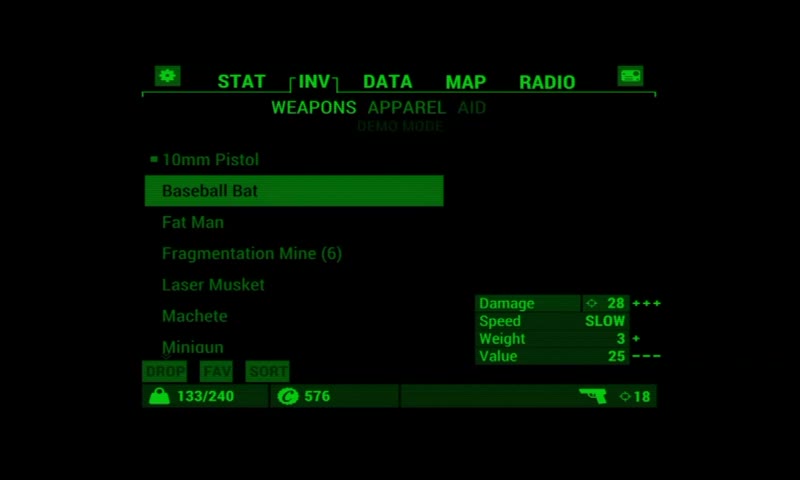 STAT INV DATA MAP RADIO
WEAPONS APPAREL AID
DEMO MODE
10mm Pistol
Baseball Bat
Fat Man
Fragmentation Mine (6)
Laser Musket
Machete
Minigun
Damage 28 +++
Speed SLOW
Weight 3 +
Value 25 ---
DROP FAV SORT
133/240 576 18